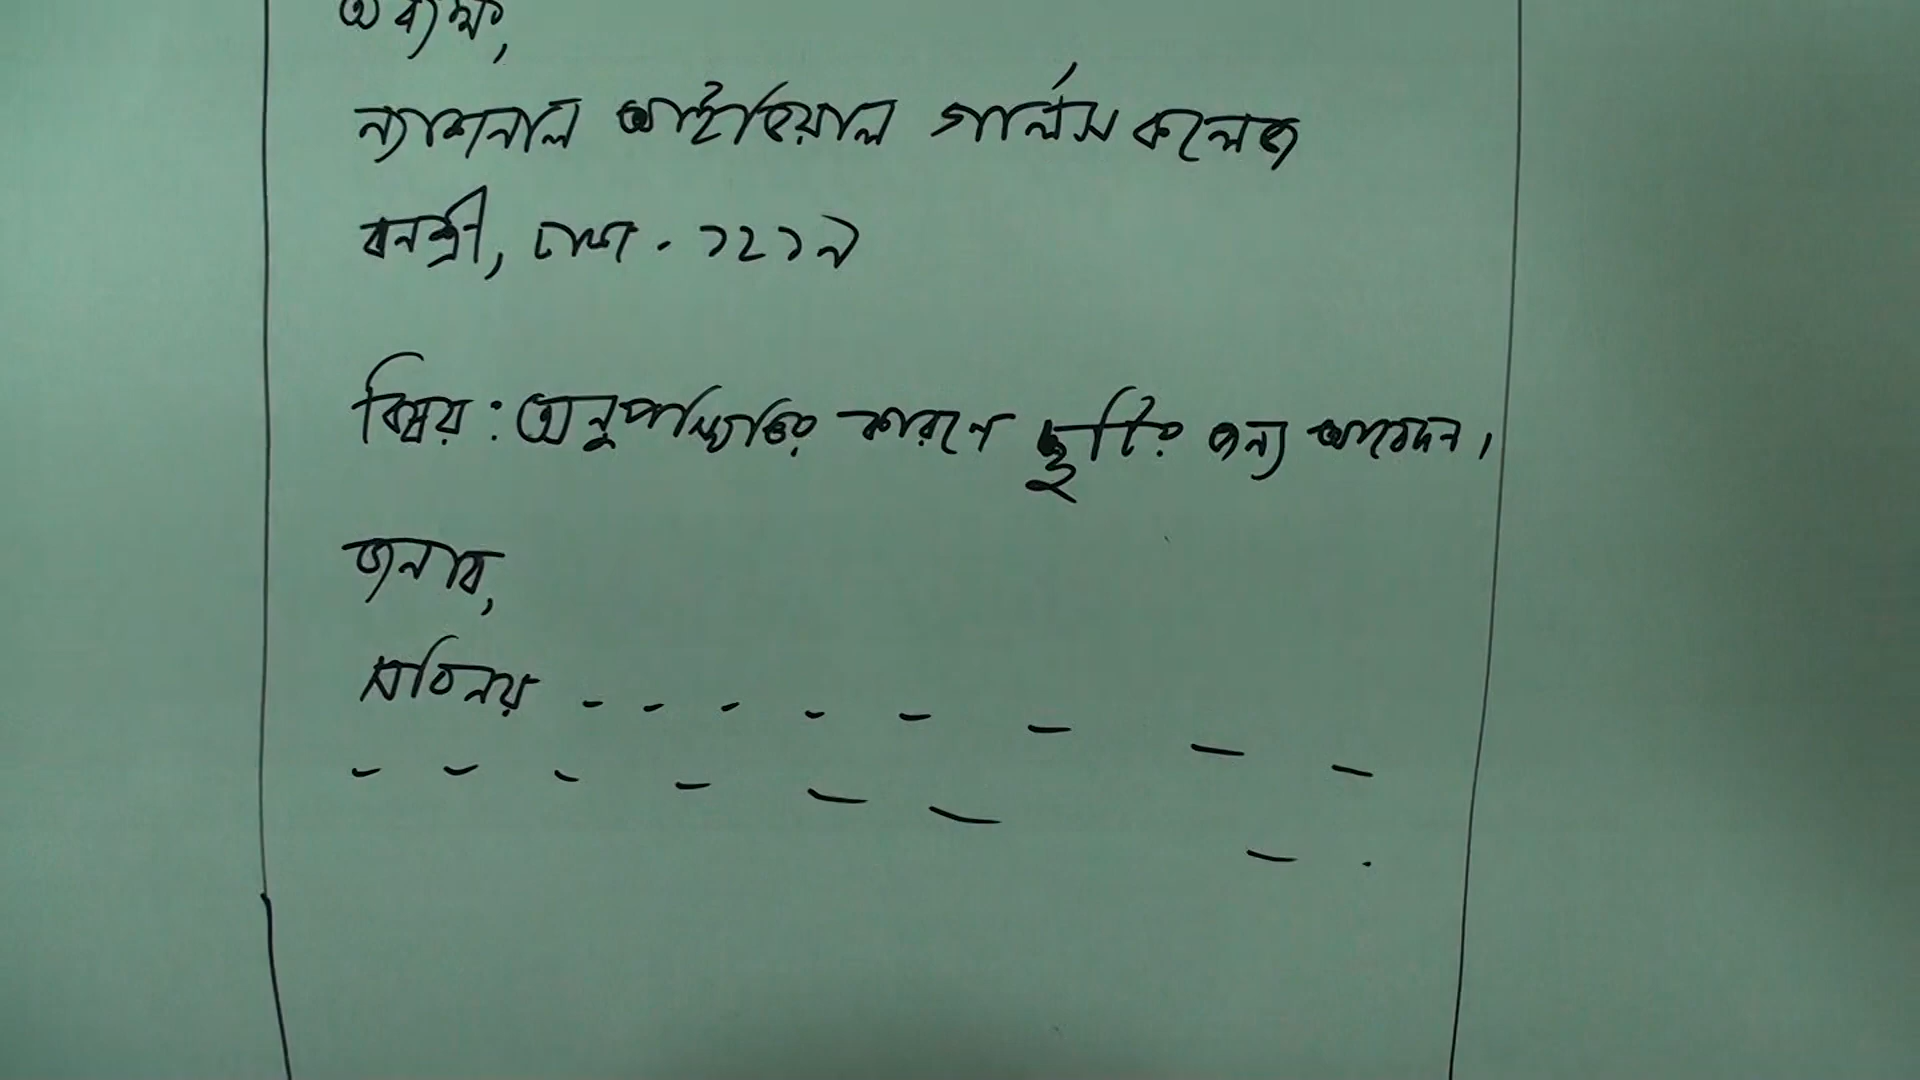 অধ্যক্ষ,
ন্যাশনাল আইডিয়াল গার্লস কলেজ
বনশ্রী, ঢাকা - ১২১৯
বিষয় : অনুপস্থিতির কারণে ছুটির জন্য আবেদন।
জনাব,
সবিনয় - - - - - - - -
- - - - - - - -